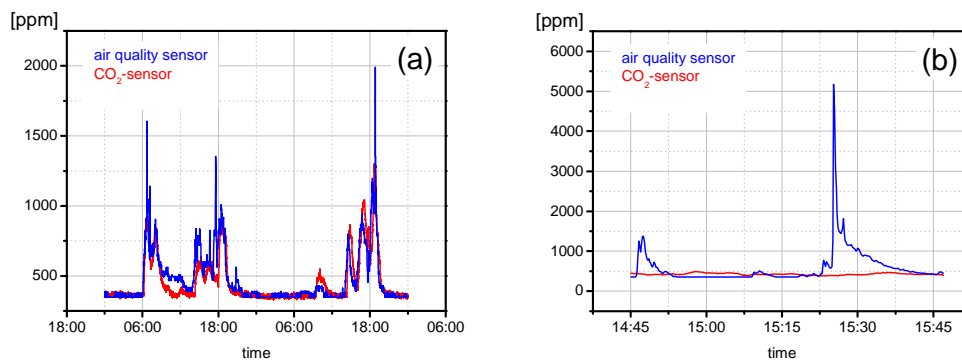 [ppm]
air quality sensor
CO₂-sensor
(a)
2000
1500
1000
500
18:00 06:00 18:00 06:00 18:00 06:00
time
[ppm]
air quality sensor
CO₂-sensor
(b)
6000
5000
4000
3000
2000
1000
0
14:45 15:00 15:15 15:30 15:45
time